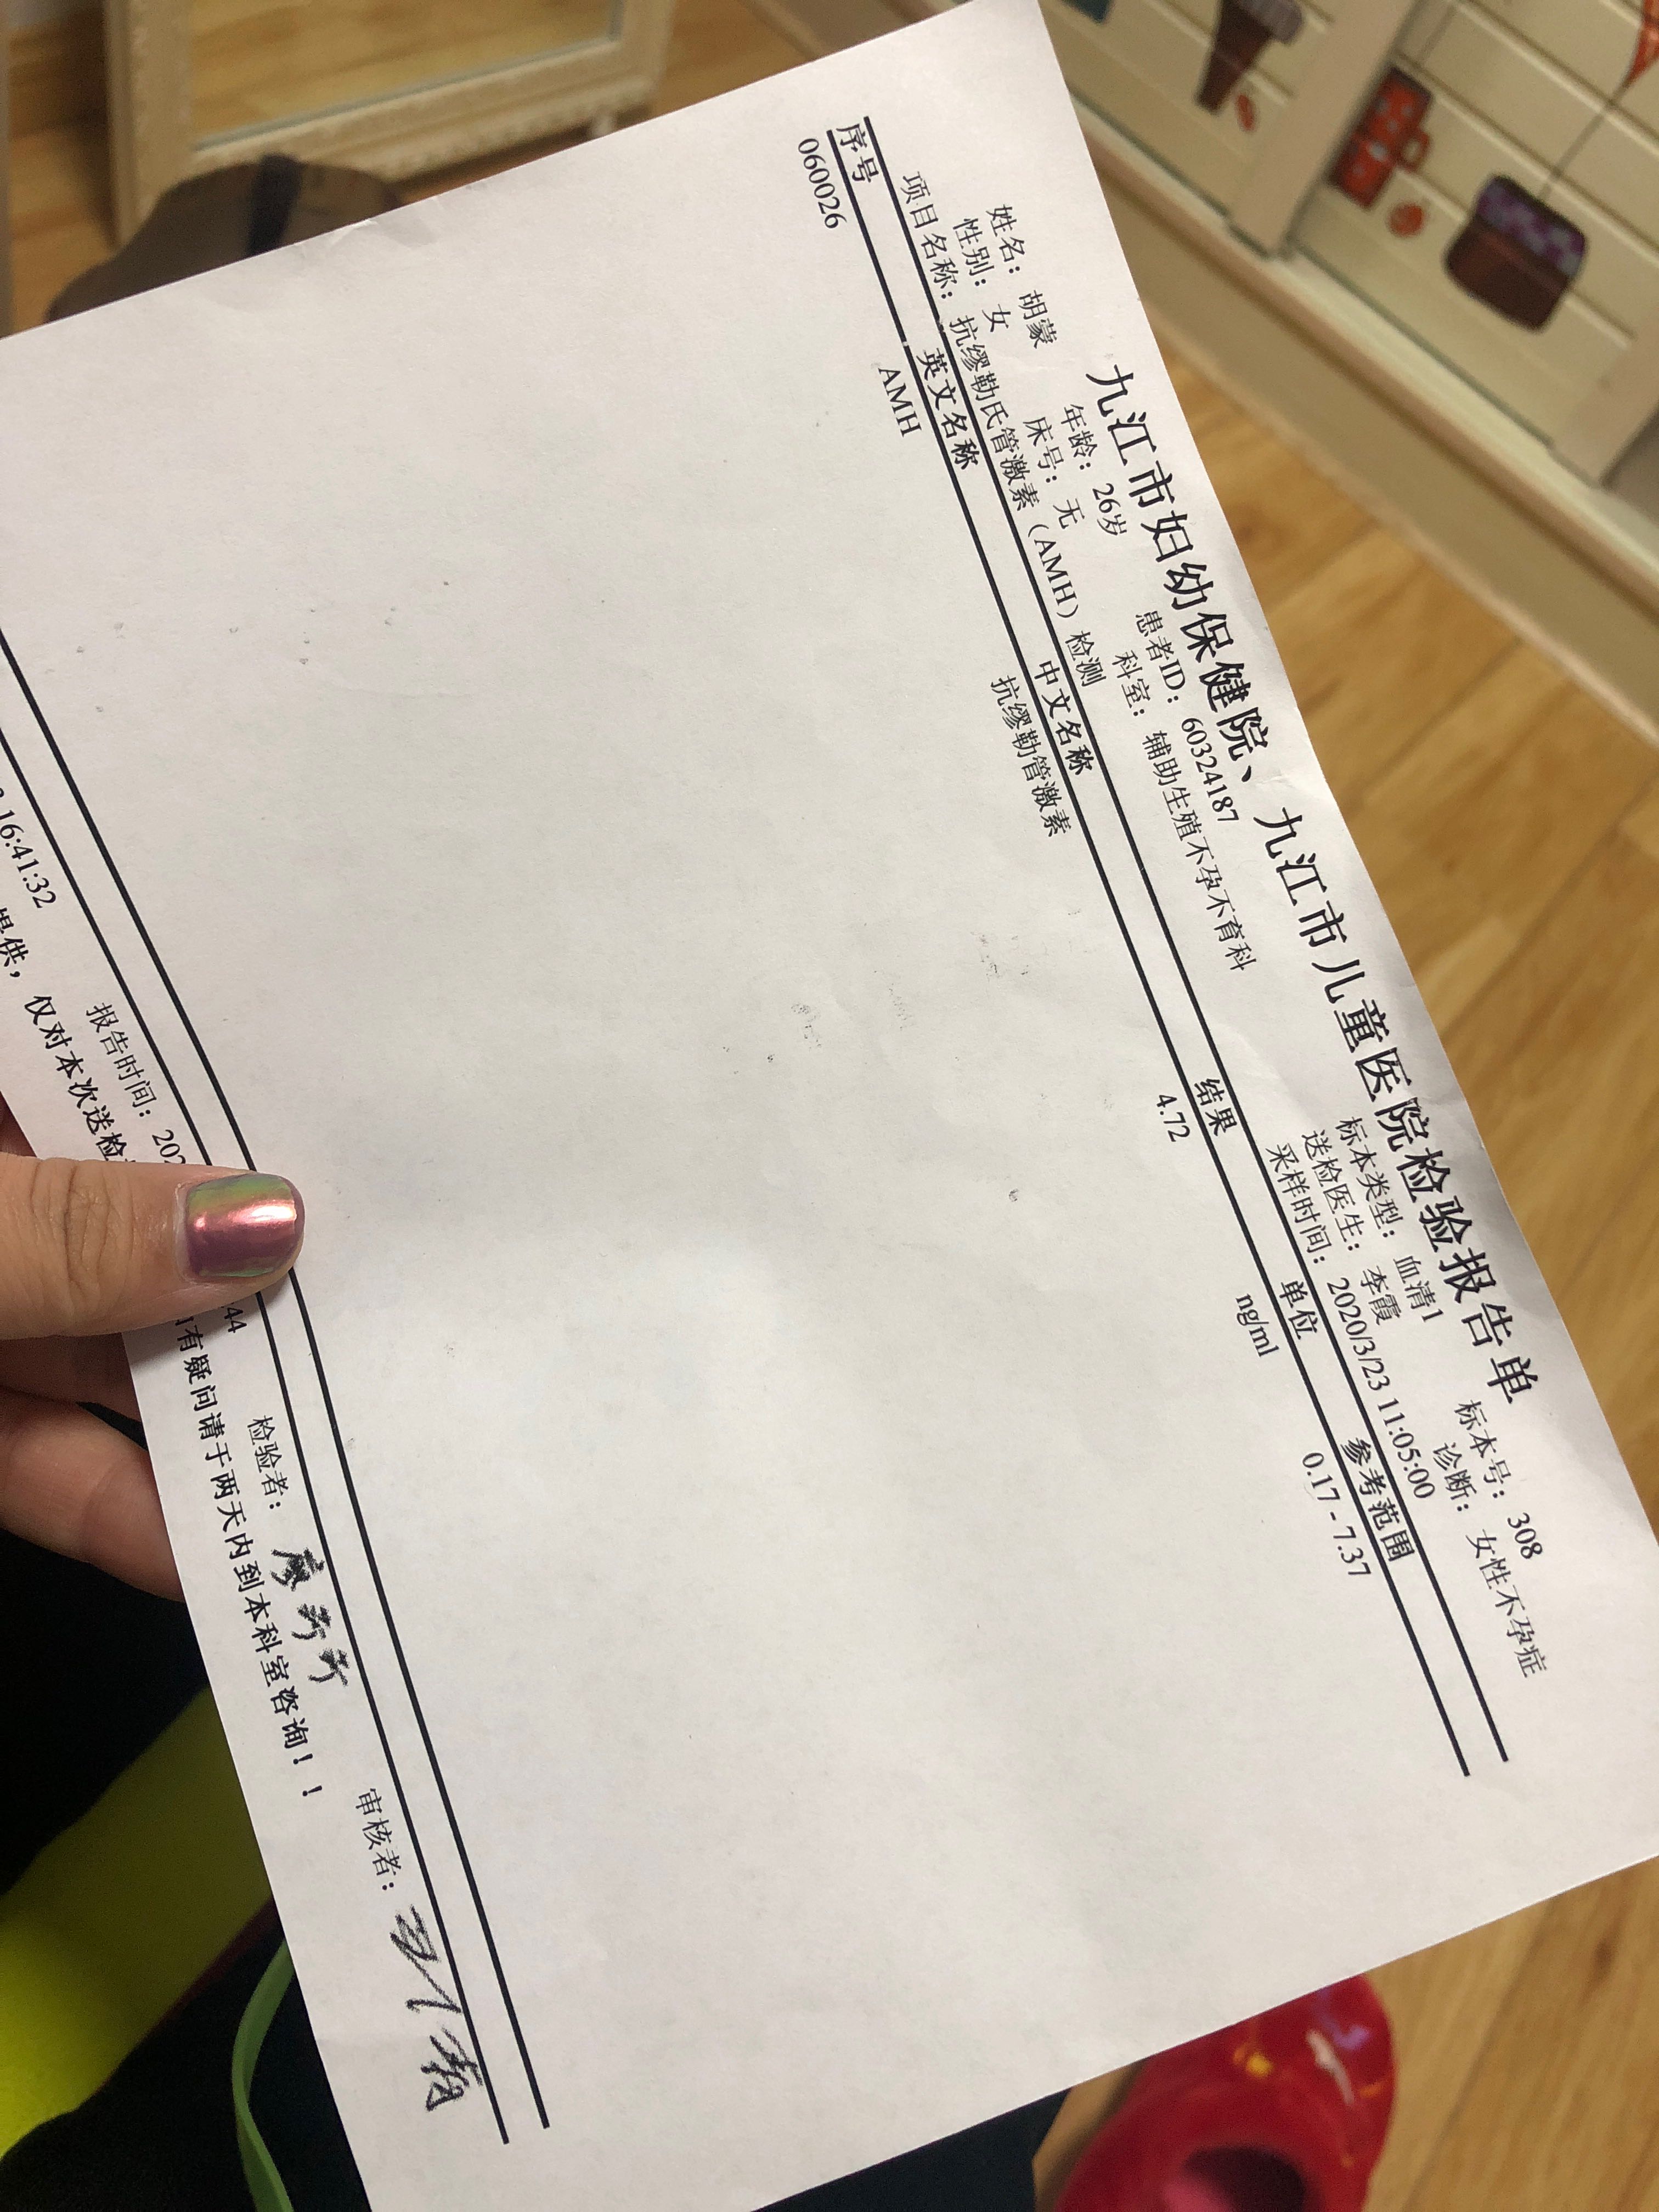 九江市妇幼保健院、九江市儿童医院检验报告单
姓名: 胡蒙 年龄: 26岁 患者ID: 60324187 标本类型: 血清1 标本号: 308
性别: 女 床号: 无 科室: 辅助生殖不孕不育科 送检医生: 李霞 诊断: 女性不孕症
项目名称: 抗缪勒氏管激素（AMH）检测 采样时间: 2020/3/23 11:05:00
序号 英文名称 中文名称 结果 单位 参考范围
0600026 AMH 抗缪勒管激素 4.72 ng/ml 0.17 - 7.37
16:41:32 报告时间: 202 44 检验者: 审核者:
提供, 仅对本次送检 有疑问请于两天内到本科室咨询！！